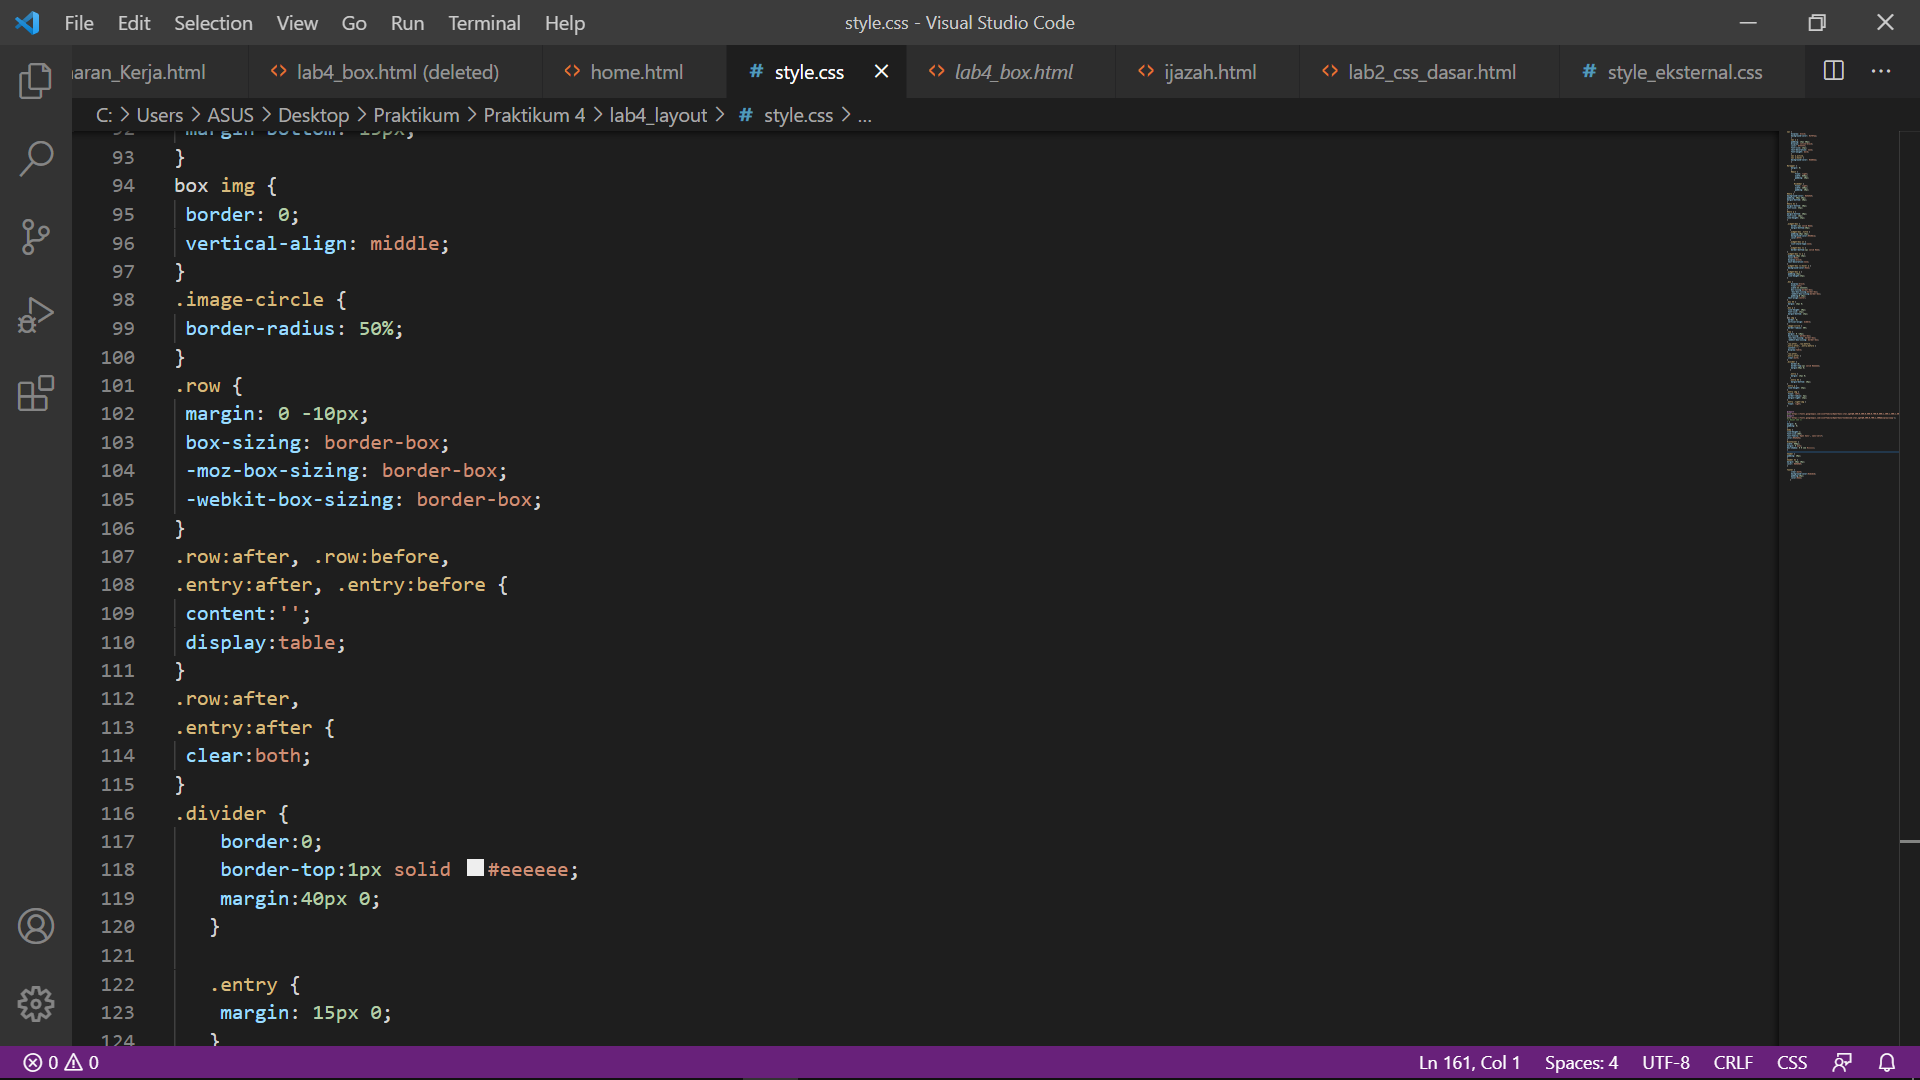 File Edit Selection View Go Run Terminal Help style.css - Visual Studio Code
aran_Kerja.html <> lab4_box.html (deleted) <> home.html # style.css <> lab4_box.html <> ijazah.html <> lab2_css_dasar.html # style_eksternal.css ...
C: > Users > ASUS > Desktop > Praktikum > Praktikum 4 > lab4_layout > # style.css > ...
92 margin-bottom: 15px;
93 }
94 box img {
95 border: 0;
96 vertical-align: middle;
97 }
98 .image-circle {
99 border-radius: 50%;
100 }
101 .row {
102 margin: 0 -10px;
103 box-sizing: border-box;
104 -moz-box-sizing: border-box;
105 -webkit-box-sizing: border-box;
106 }
107 .row:after, .row:before,
108 .entry:after, .entry:before {
109 content:'';
110 display:table;
111 }
112 .row:after,
113 .entry:after {
114 clear:both;
115 }
116 .divider {
117 border:0;
118 border-top:1px solid #eeeeee;
119 margin:40px 0;
120 }
121
122 .entry {
123 margin: 15px 0;
124 }
0 0 Ln 161, Col 1 Spaces: 4 UTF-8 CRLF CSS